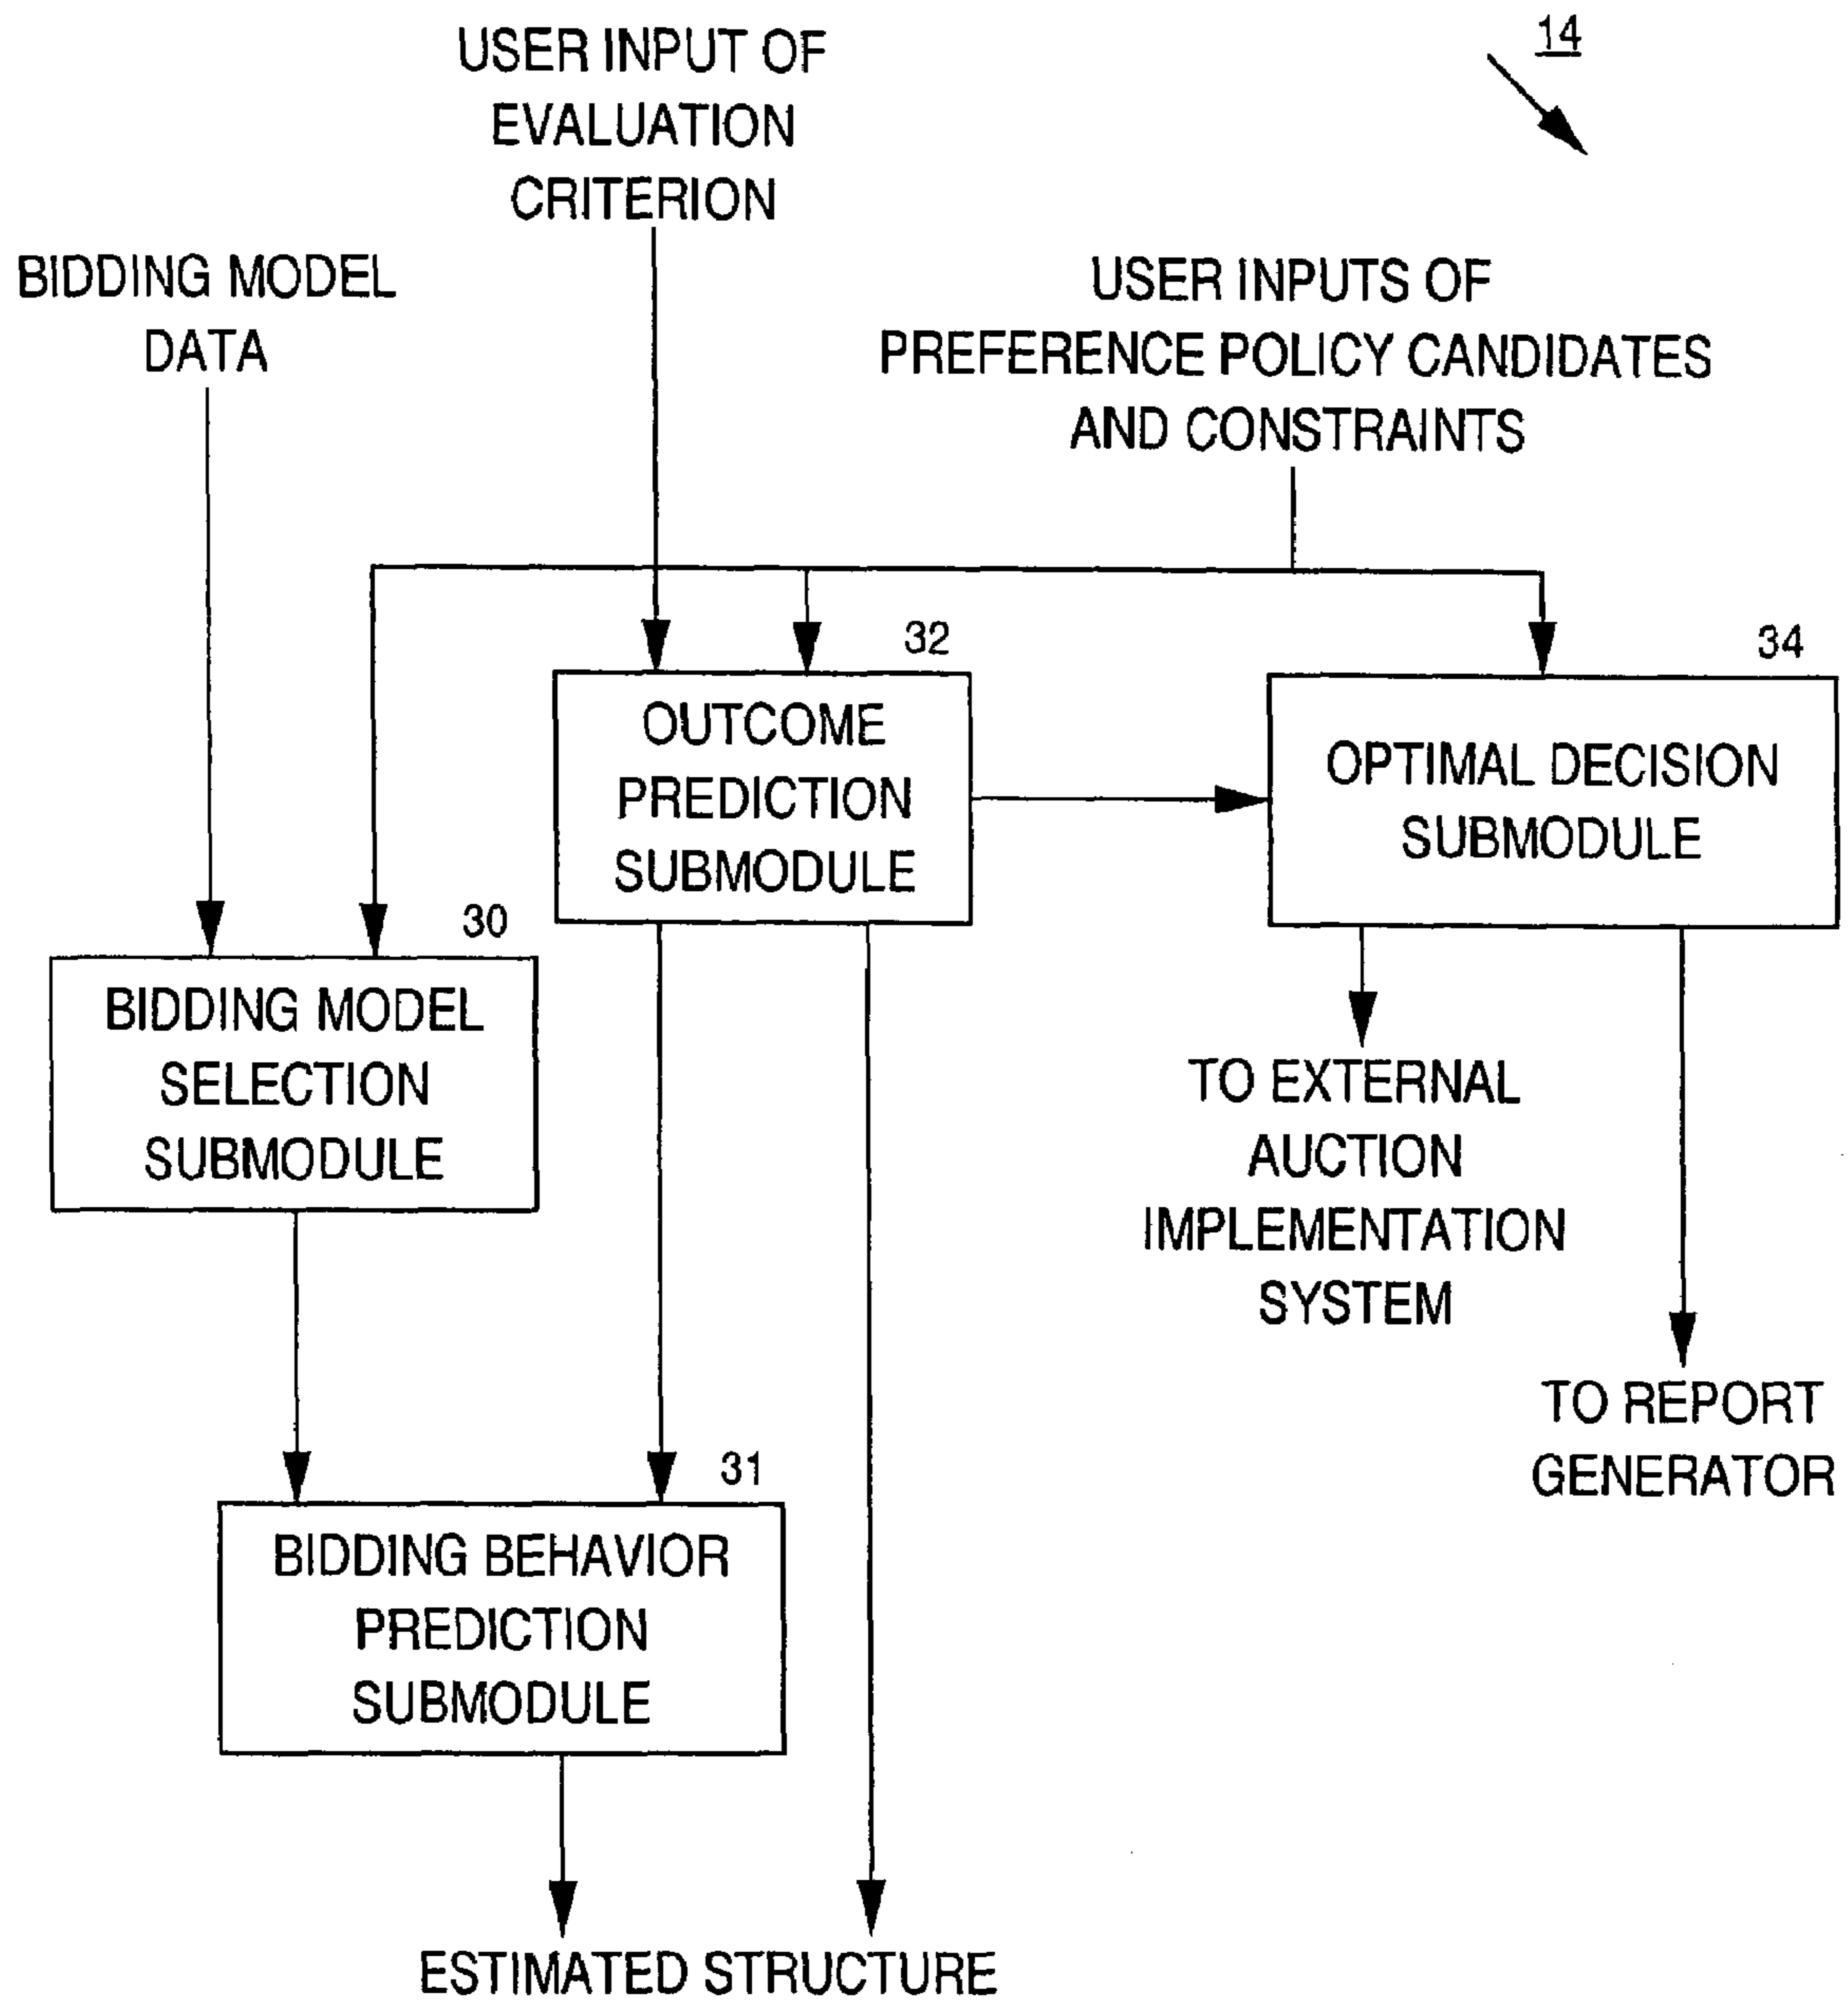 14
USER INPUT OF
EVALUATION
CRITERION
BIDDING MODEL
DATA
USER INPUTS OF
PREFERENCE POLICY CANDIDATES
AND CONSTRAINTS
32
OUTCOME
PREDICTION
SUBMODULE
34
OPTIMAL DECISION
SUBMODULE
30
BIDDING MODEL
SELECTION
SUBMODULE
TO EXTERNAL
AUCTION
IMPLEMENTATION
SYSTEM
TO REPORT
GENERATOR
31
BIDDING BEHAVIOR
PREDICTION
SUBMODULE
ESTIMATED STRUCTURE